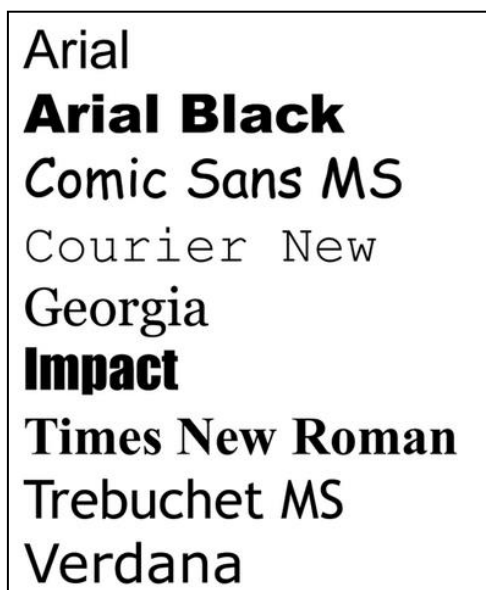 Arial
Arial Black
Comic Sans MS
Courier New
Georgia
Impact
Times New Roman
Trebuchet MS
Verdana